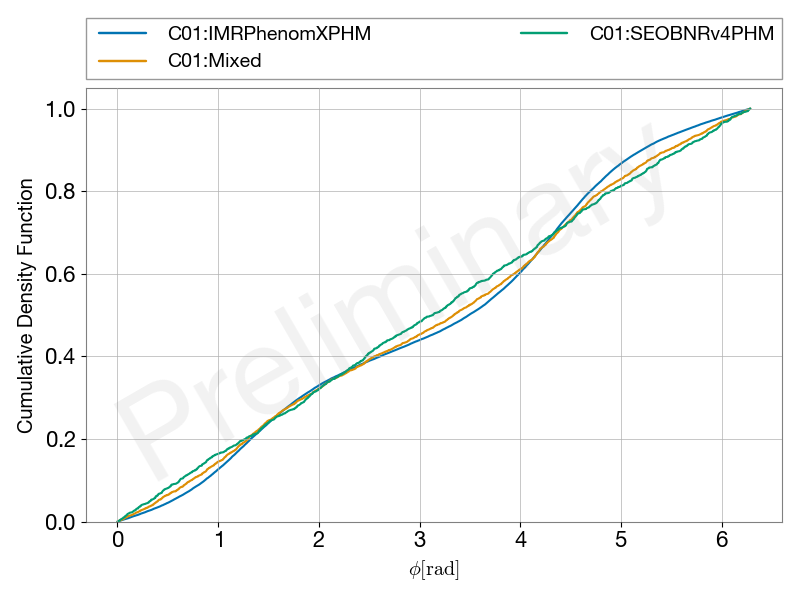 C01:IMRPhenomXPHM
C01:Mixed
C01:SEOBNRv4PHM
Preliminary
Cumulative Density Function
1.0
0.8
0.6
0.4
0.2
0.0
0 1 2 3 4 5 6
ϕ[rad]